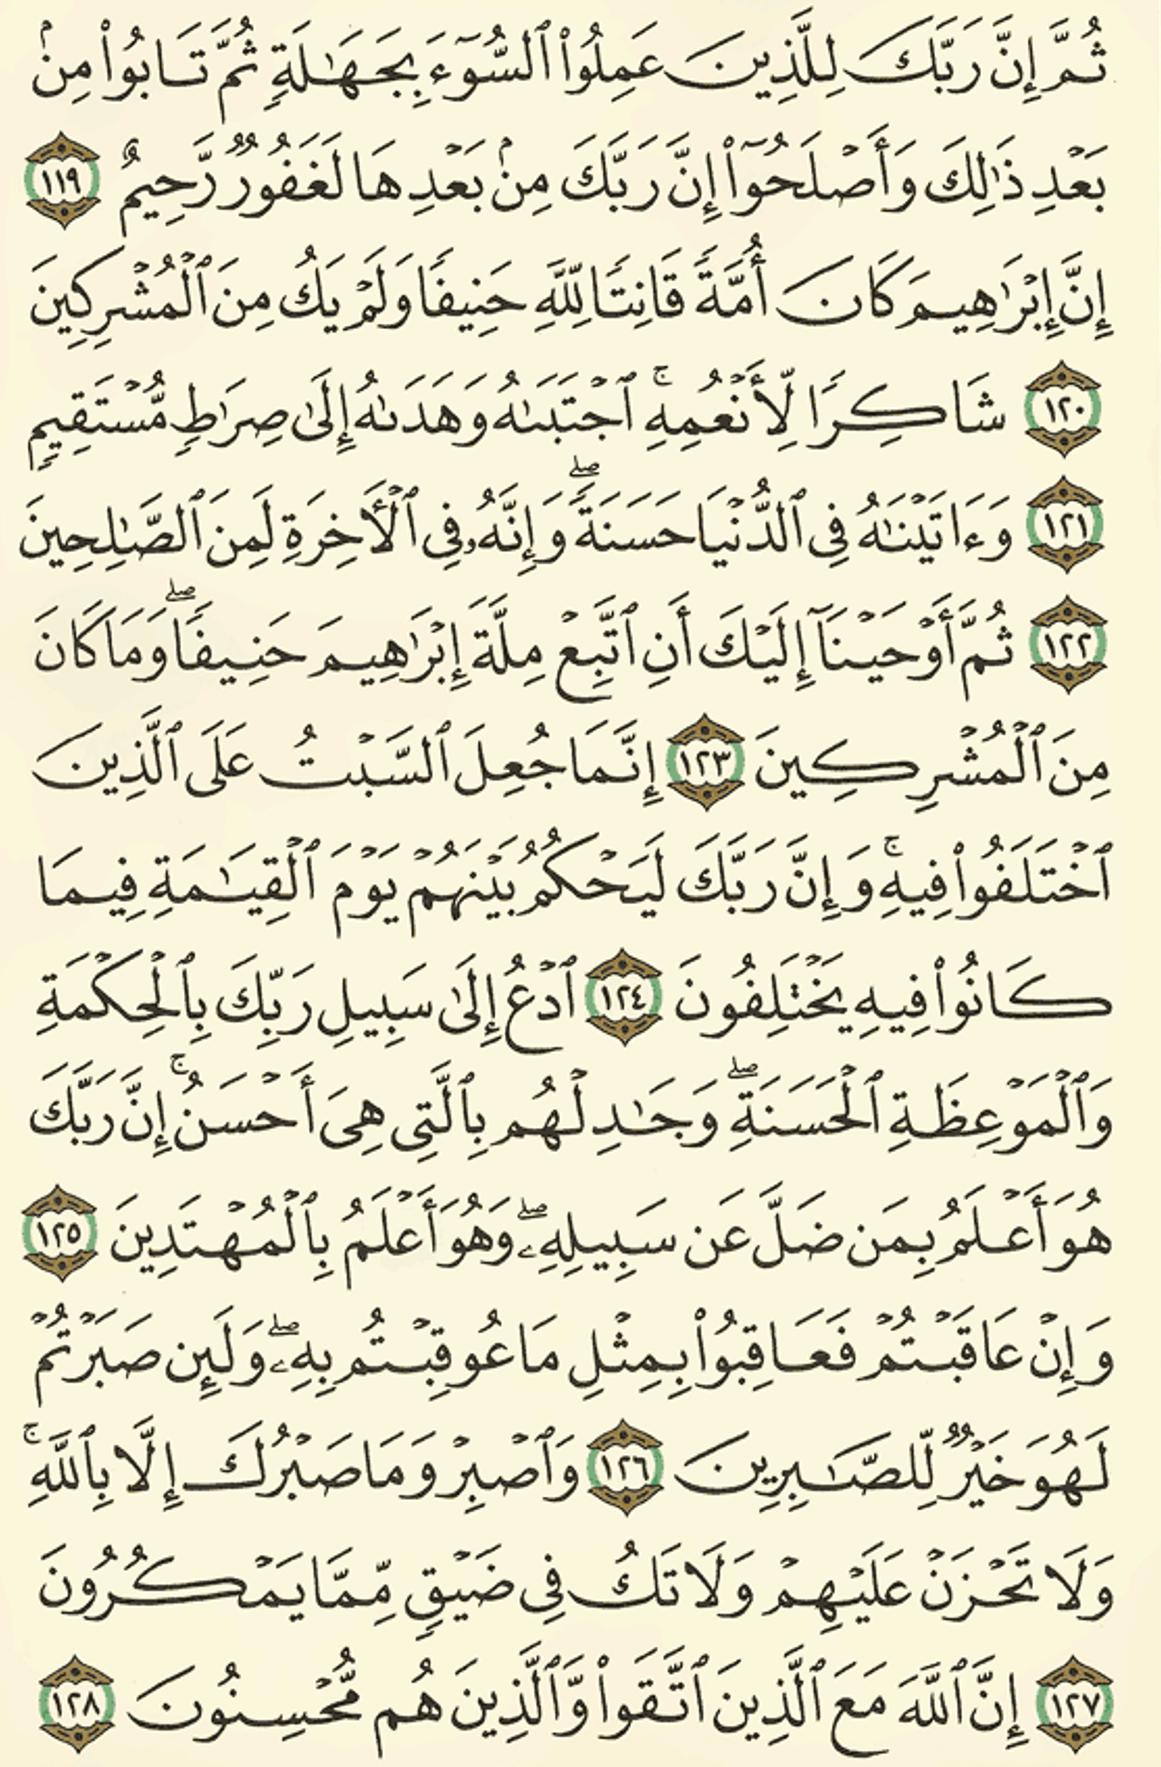 ثُمَّ إِنَّ رَبَّكَ لِلَّذِينَ عَمِلُوا۟ ٱلسُّوٓءَ بِجَهَـٰلَةٍ ثُمَّ تَابُوا۟ مِنۢ
بَعْدِ ذَٰلِكَ وَأَصْلَحُوٓا۟ إِنَّ رَبَّكَ مِنۢ بَعْدِهَا لَغَفُورٌ رَّحِيمٌ ١١٩
إِنَّ إِبْرَٰهِيمَ كَانَ أُمَّةً قَانِتًا لِّلَّهِ حَنِيفًا وَلَمْ يَكُ مِنَ ٱلْمُشْرِكِينَ
١٢٠ شَاكِرًا لِّأَنْعُمِهِ ۚ ٱجْتَبَىٰهُ وَهَدَىٰهُ إِلَىٰ صِرَٰطٍ مُّسْتَقِيمٍ
١٢١ وَءَاتَيْنَـٰهُ فِى ٱلدُّنْيَا حَسَنَةً ۖ وَإِنَّهُۥ فِى ٱلْـَٔاخِرَةِ لَمِنَ ٱلصَّـٰلِحِينَ
١٢٢ ثُمَّ أَوْحَيْنَآ إِلَيْكَ أَنِ ٱتَّبِعْ مِلَّةَ إِبْرَٰهِيمَ حَنِيفًا ۖ وَمَا كَانَ
مِنَ ٱلْمُشْرِكِينَ ١٢٣ إِنَّمَا جُعِلَ ٱلسَّبْتُ عَلَى ٱلَّذِينَ
ٱخْتَلَفُوا۟ فِيهِ ۚ وَإِنَّ رَبَّكَ لَيَحْكُمُ بَيْنَهُمْ يَوْمَ ٱلْقِيَـٰمَةِ فِيمَا
كَانُوا۟ فِيهِ يَخْتَلِفُونَ ١٢٤ ٱدْعُ إِلَىٰ سَبِيلِ رَبِّكَ بِٱلْحِكْمَةِ
وَٱلْمَوْعِظَةِ ٱلْحَسَنَةِ ۖ وَجَـٰدِلْهُم بِٱلَّتِى هِىَ أَحْسَنُ ۚ إِنَّ رَبَّكَ
هُوَ أَعْلَمُ بِمَن ضَلَّ عَن سَبِيلِهِۦ ۖ وَهُوَ أَعْلَمُ بِٱلْمُهْتَدِينَ ١٢٥
وَإِنْ عَاقَبْتُمْ فَعَاقِبُوا۟ بِمِثْلِ مَا عُوقِبْتُم بِهِۦ ۖ وَلَئِن صَبَرْتُمْ
لَهُوَ خَيْرٌ لِّلصَّـٰبِرِينَ ١٢٦ وَٱصْبِرْ وَمَا صَبْرُكَ إِلَّا بِٱللَّهِ ۚ
وَلَا تَحْزَنْ عَلَيْهِمْ وَلَا تَكُ فِى ضَيْقٍ مِّمَّا يَمْكُرُونَ
١٢٧ إِنَّ ٱللَّهَ مَعَ ٱلَّذِينَ ٱتَّقَوا۟ وَّٱلَّذِينَ هُم مُّحْسِنُونَ ١٢٨